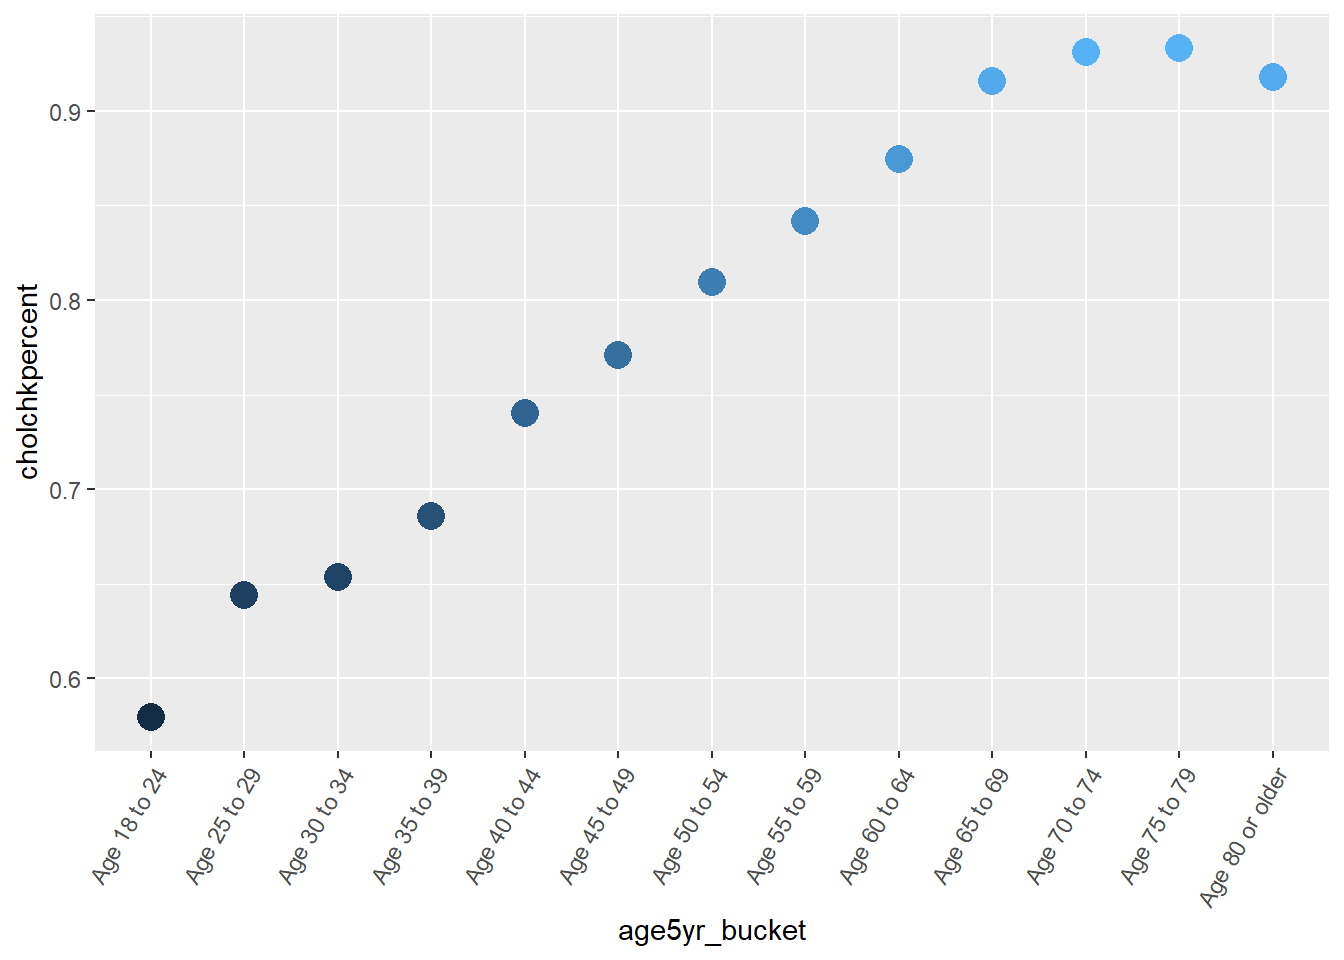 cholchkpercent
0.9
0.8
0.7
0.6
Age 18 to 24
Age 25 to 29
Age 30 to 34
Age 35 to 39
Age 40 to 44
Age 45 to 49
Age 50 to 54
Age 55 to 59
Age 60 to 64
Age 65 to 69
Age 70 to 74
Age 75 to 79
Age 80 or older
age5yr_bucket